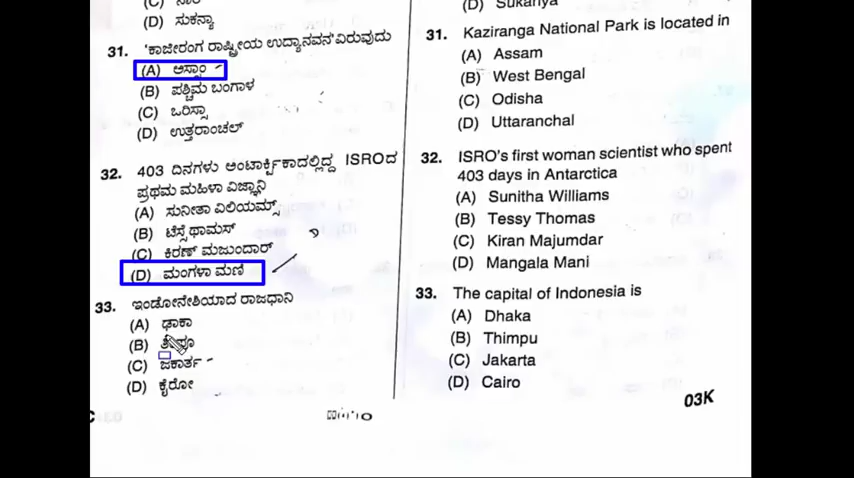 (D) ಸುಕನ್ಯಾ
31. 'ಕಾಜೀರಂಗ ರಾಷ್ಟ್ರೀಯ ಉದ್ಯಾನವನ'ವಿರುವುದು
(A) ಅಸ್ಸಾಂ
(B) ಪಶ್ಚಿಮ ಬಂಗಾಳ
(C) ಒರಿಸ್ಸಾ
(D) ಉತ್ತರಾಂಚಲ್
32. 403 ದಿನಗಳು ಅಂಟಾರ್ಕ್ಟಿಕಾದಲ್ಲಿದ್ದ ISROದ
ಪ್ರಥಮ ಮಹಿಳಾ ವಿಜ್ಞಾನಿ
(A) ಸುನೀತಾ ವಿಲಿಯಮ್ಸ್
(B) ಟೆಸ್ಸೆ ಥಾಮಸ್
(C) ಕಿರಣ್ ಮಜುಂದಾರ್
(D) ಮಂಗಳಾ ಮಣಿ
33. ಇಂಡೋನೇಶಿಯಾದ ರಾಜಧಾನಿ
(A) ಢಾಕಾ
(B)
(C) ಜಕಾರ್ತ
(D) ಕೈರೋ
(D) Sukanya
31. Kaziranga National Park is located in
(A) Assam
(B) West Bengal
(C) Odisha
(D) Uttaranchal
32. ISRO's first woman scientist who spent
403 days in Antarctica
(A) Sunitha Williams
(B) Tessy Thomas
(C) Kiran Majumdar
(D) Mangala Mani
33. The capital of Indonesia is
(A) Dhaka
(B) Thimpu
(C) Jakarta
(D) Cairo
03K